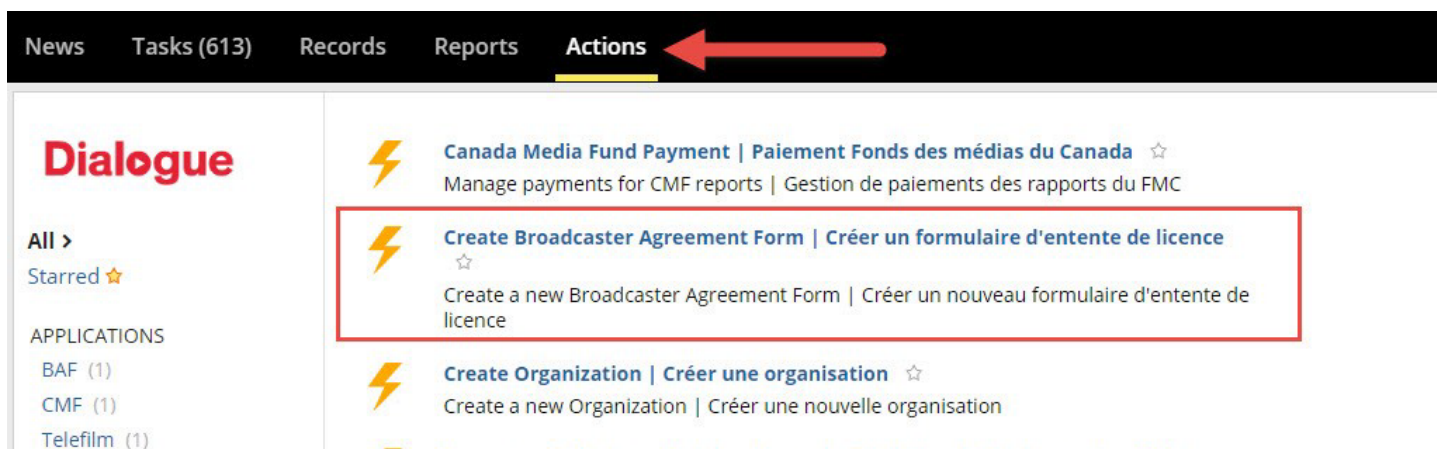 News Tasks (613) Records Reports Actions
Dialogue
All >
Starred
APPLICATIONS
BAF (1)
CMF (1)
Telefilm (1)
Canada Media Fund Payment | Paiement Fonds des médias du Canada
Manage payments for CMF reports | Gestion de paiements des rapports du FMC
Create Broadcaster Agreement Form | Créer un formulaire d'entente de licence
Create a new Broadcaster Agreement Form | Créer un nouveau formulaire d'entente de
licence
Create Organization | Créer une organisation
Create a new Organization | Créer une nouvelle organisation